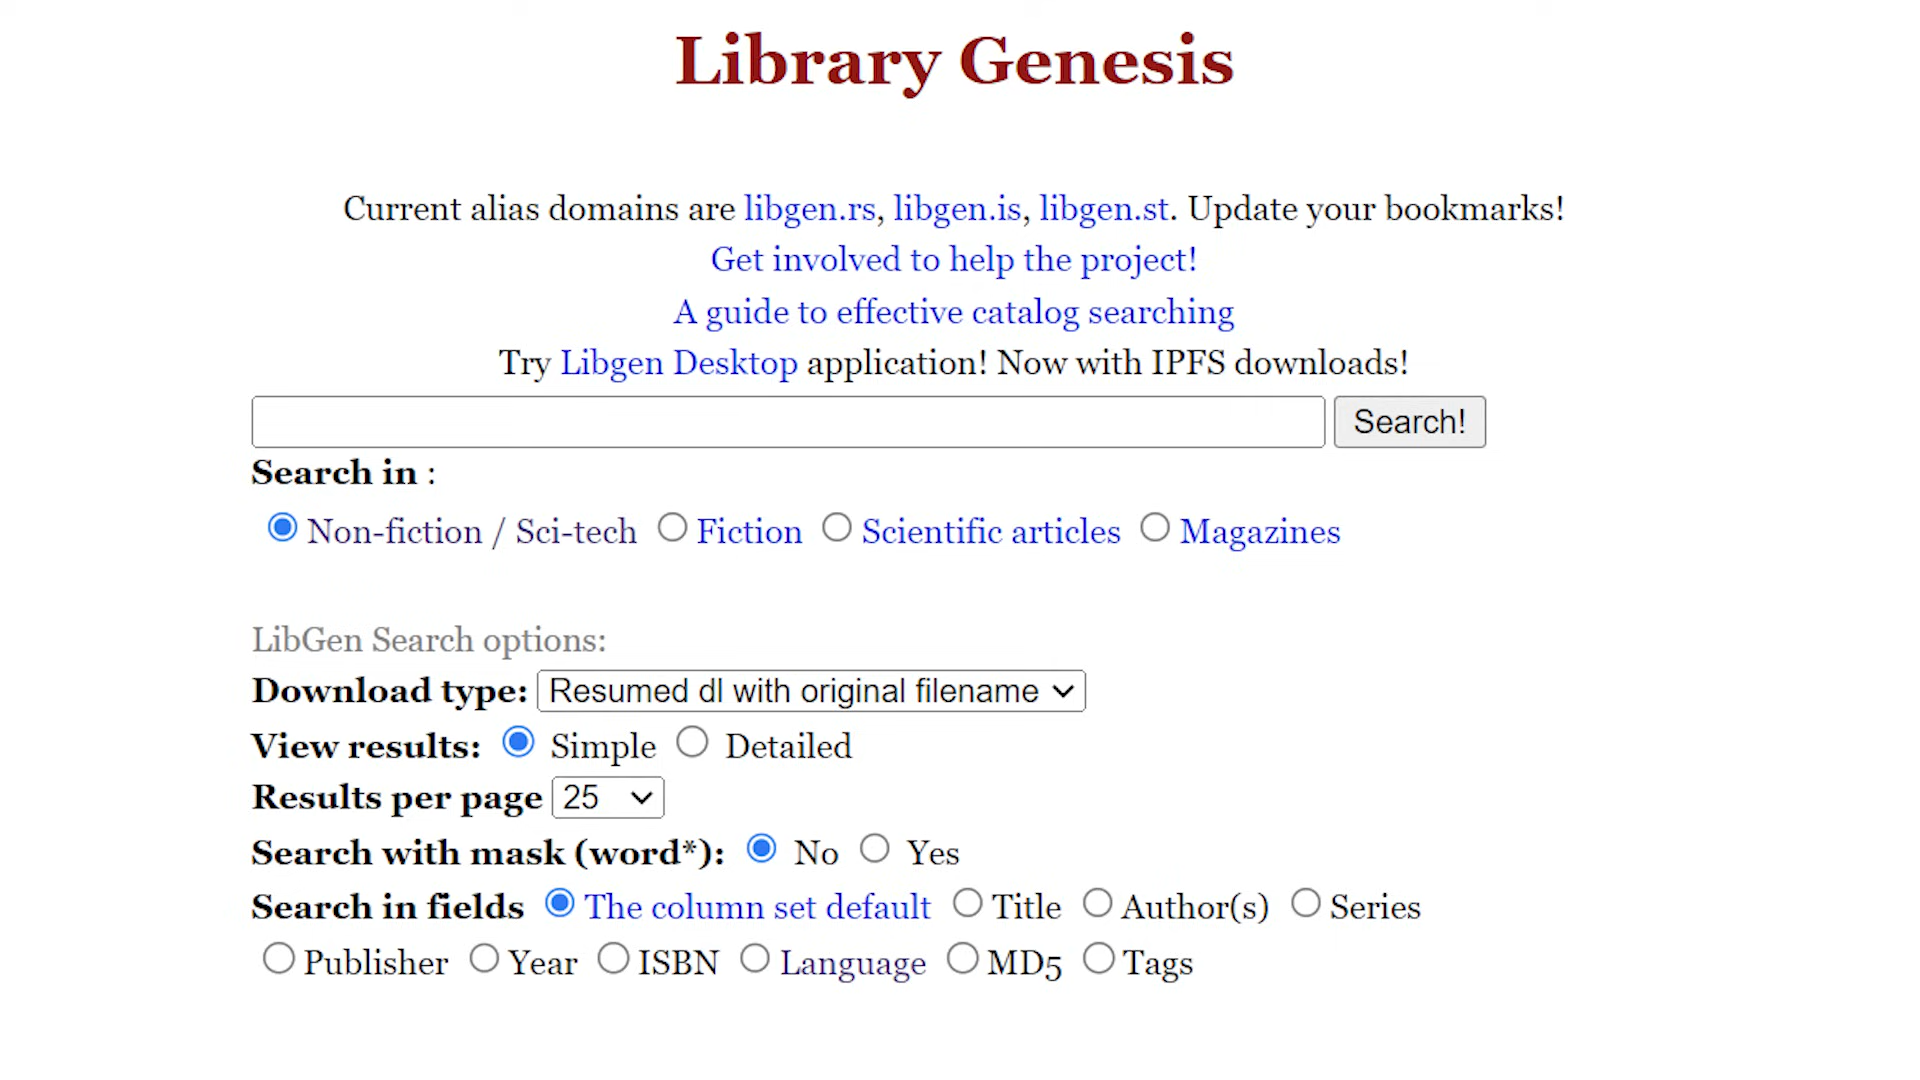 Library Genesis
Current alias domains are libgen.rs, libgen.is, libgen.st. Update your bookmarks!
Get involved to help the project!
A guide to effective catalog searching
Try Libgen Desktop application! Now with IPFS downloads!
Search!
Search in :
Non-fiction / Sci-tech Fiction Scientific articles Magazines
LibGen Search options:
Download type: Resumed dl with original filename
View results: Simple Detailed
Results per page 25
Search with mask (word*): No Yes
Search in fields The column set default Title Author(s) Series
Publisher Year ISBN Language MD5 Tags